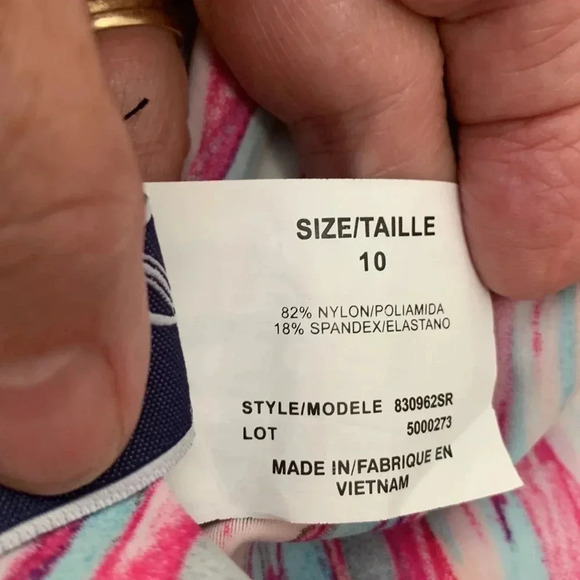 SIZE/TAILLE
10
82% NYLON/POLIAMIDA
18% SPANDEX/ELASTANO
STYLE/MODELE 830962SR
LOT 5000273
MADE IN/FABRIQUE EN
VIETNAM